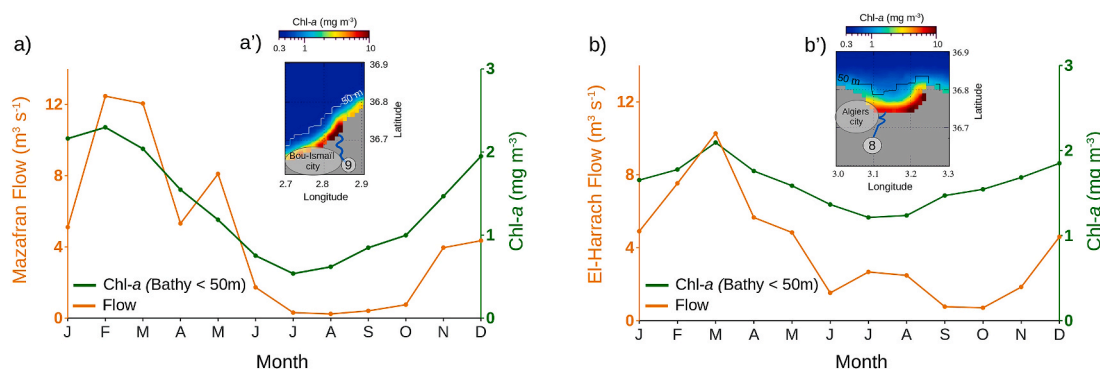 a)
a')
Chl-a (mg m⁻³)
0.3 1 10
50 m
Bou-Ismail
city
9
36.9
36.8
36.7
Latitude
2.7 2.8 2.9
Longitude
Mazafran Flow (m³ s⁻¹)
12
8
4
0
3
2
1
0
Chl-a (mg m⁻³)
Chl-a (Bathy < 50m)
Flow
J F M A M J J A S O N D
Month
b)
b')
Chl-a (mg m⁻³)
0.3 1 10
50 m
Algiers
city
8
36.9
36.8
36.7
Latitude
3.0 3.1 3.2 3.3
Longitude
El-Harrach Flow (m³ s⁻¹)
12
8
4
0
3
2
1
0
Chl-a (mg m⁻³)
Chl-a (Bathy < 50m)
Flow
J F M A M J J A S O N D
Month